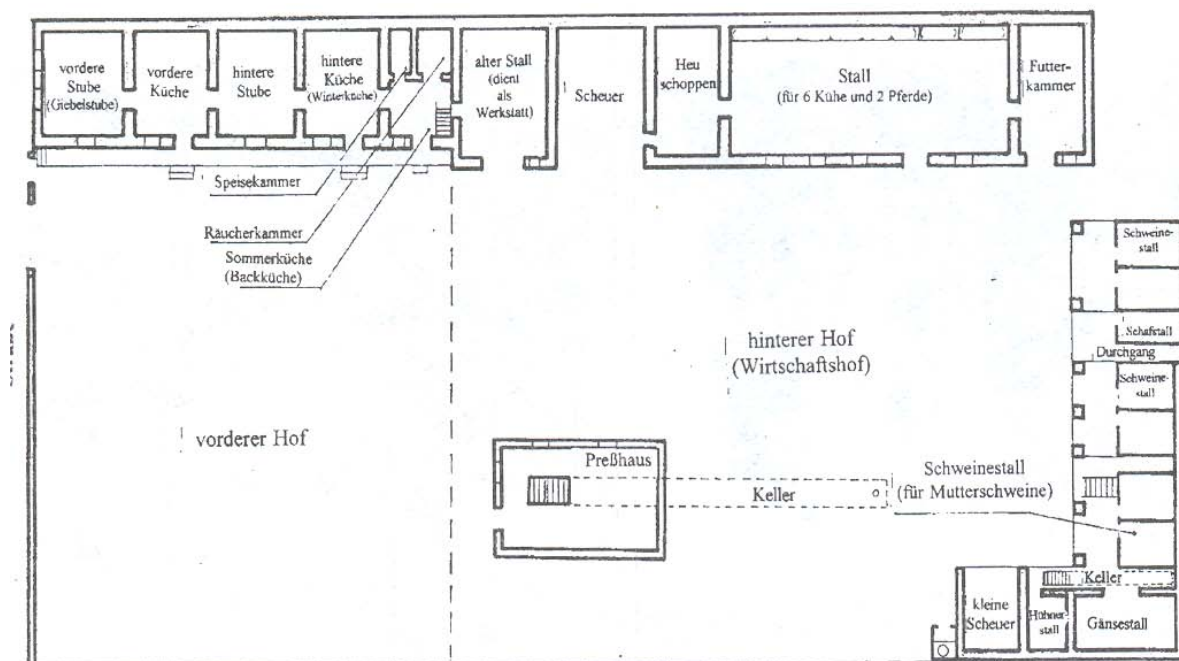 vordere
Stube
(Giebelstube)
vordere
Küche
hintere
Stube
hintere
Küche
(Winterküche)
alter Stall
(dient
als
Werkstatt)
Scheuer
Heu
schoppen
Stall
(für 6 Kühe und 2 Pferde)
Futter-
kammer
Speisekammer
Räucherkammer
Sommerküche
(Backküche)
Schweine-
stall
Schafstall
Durchgang
Schweine-
stall
hinterer Hof
(Wirtschaftshof)
vorderer Hof
Preßhaus
Keller
Schweinestall
(für Mutterschweine)
Keller
kleine
Scheuer
Hühner-
stall
Gänsestall